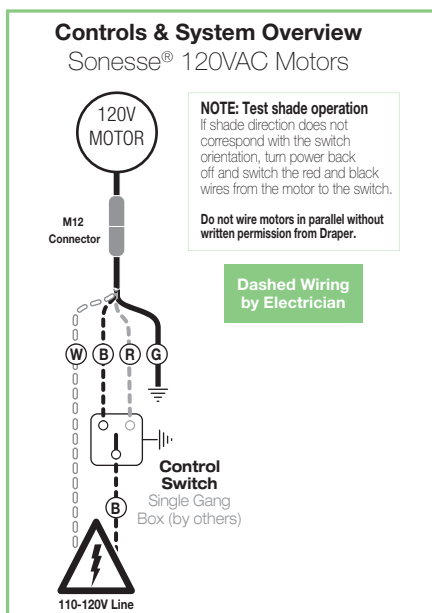 Controls & System Overview
Sonesse® 120VAC Motors
120V
MOTOR
NOTE: Test shade operation
If shade direction does not
correspond with the switch
orientation, turn power back
off and switch the red and black
wires from the motor to the switch.
Do not wire motors in parallel without
written permission from Draper.
M12
Connector
Dashed Wiring
by Electrician
W B R G
Control
Switch
Single Gang
Box (by others)
B
110-120V Line